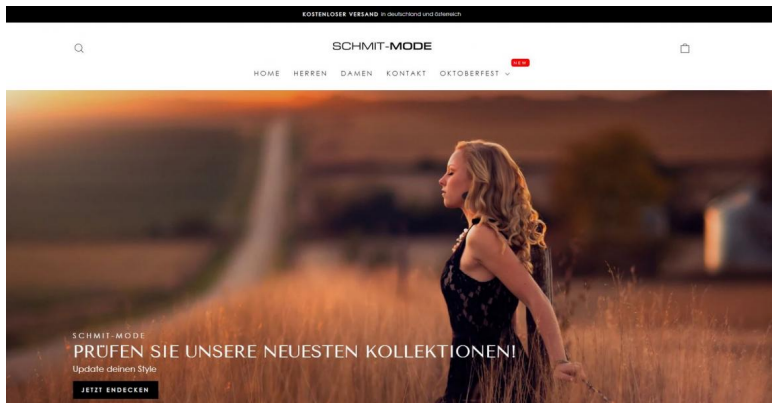 KOSTENLOSER VERSAND in deutschland und österreich
SCHMIT-MODE
NEW
HOME HERREN DAMEN KONTAKT OKTOBERFEST
SCHMIT-MODE
PRÜFEN SIE UNSERE NEUESTEN KOLLEKTIONEN!
Update deinen Style
JETZT ENDECKEN